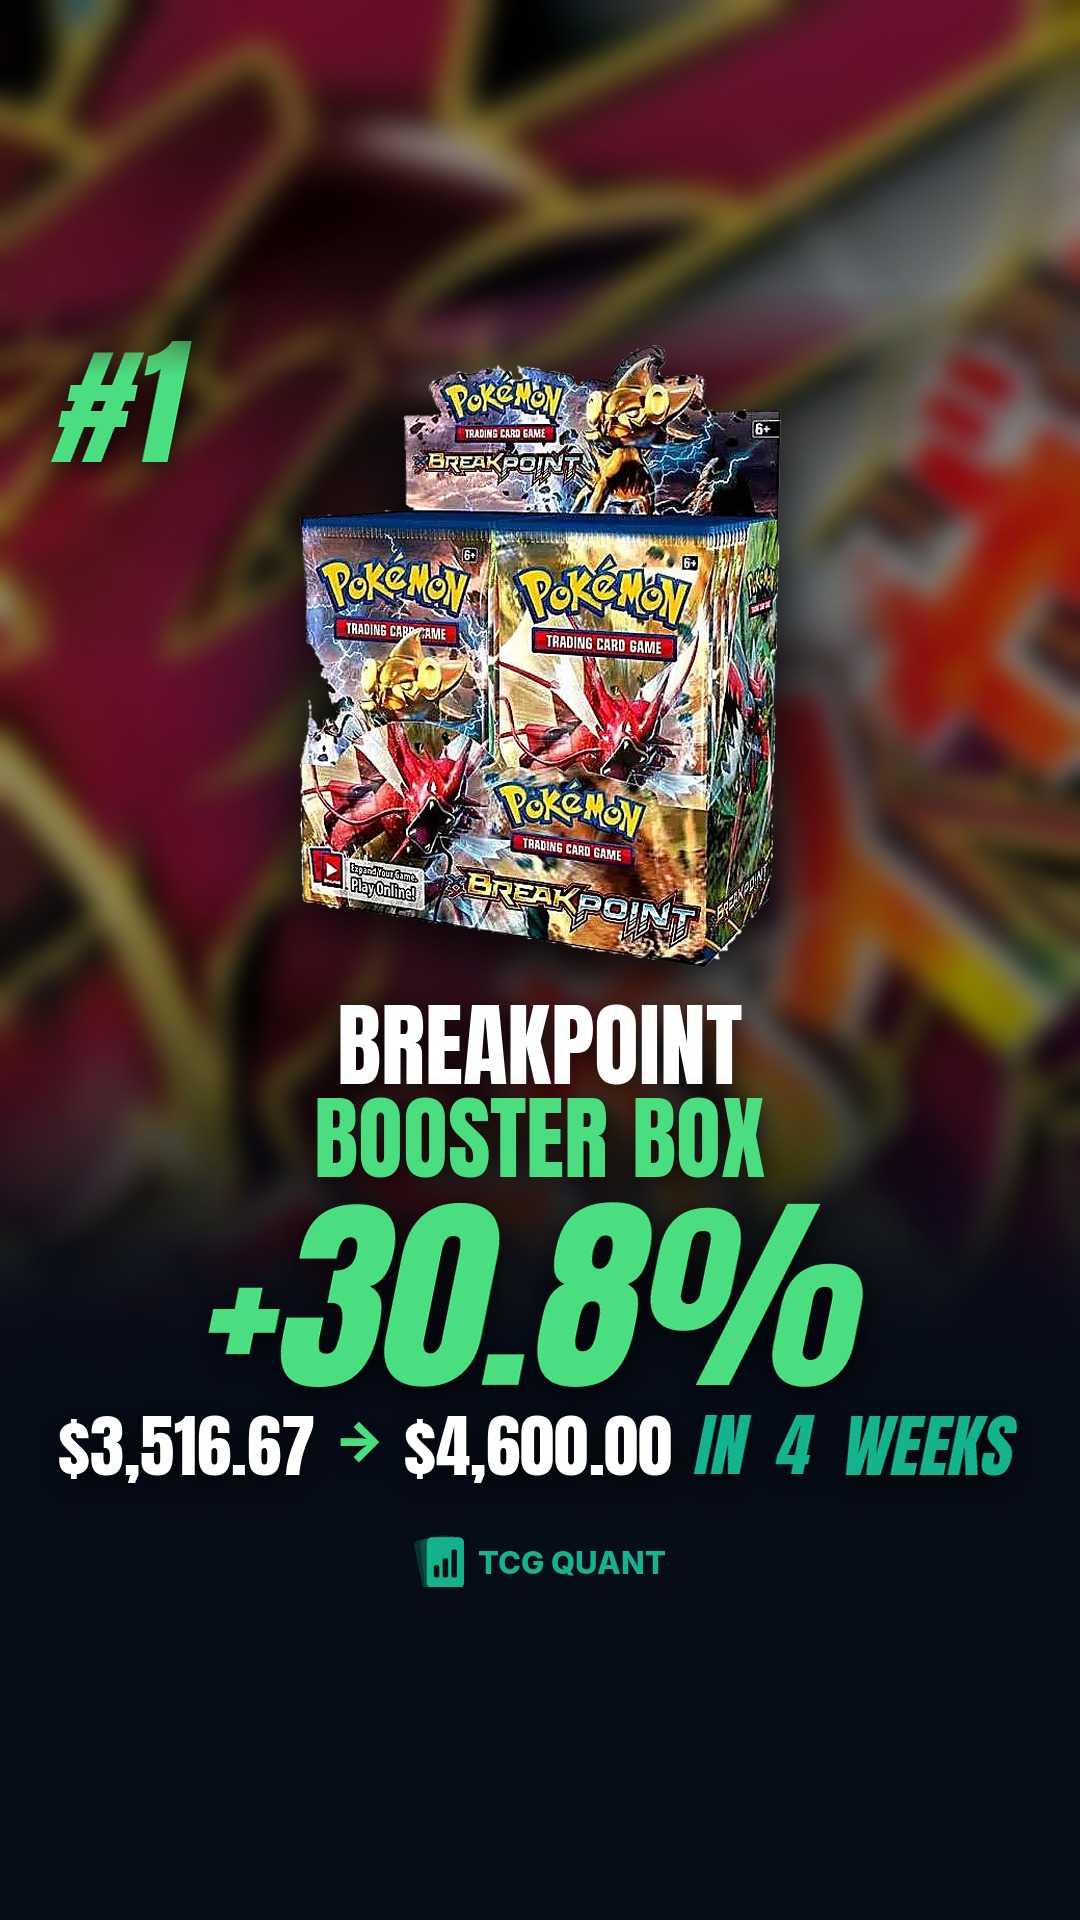 #1
Pokémon
TRADING CARD GAME
BREAKPOINT
6+
Pokémon
TRADING CARD GAME
6+
Pokémon
TRADING CARD GAME
6+
Pokémon
TRADING CARD GAME
Expand Your Game.
Play Online!
BREAKPOINT
BREAKPOINT
BREAKPOINT
BOOSTER BOX
+30.8%
$3,516.67 → $4,600.00 IN 4 WEEKS
TCG QUANT